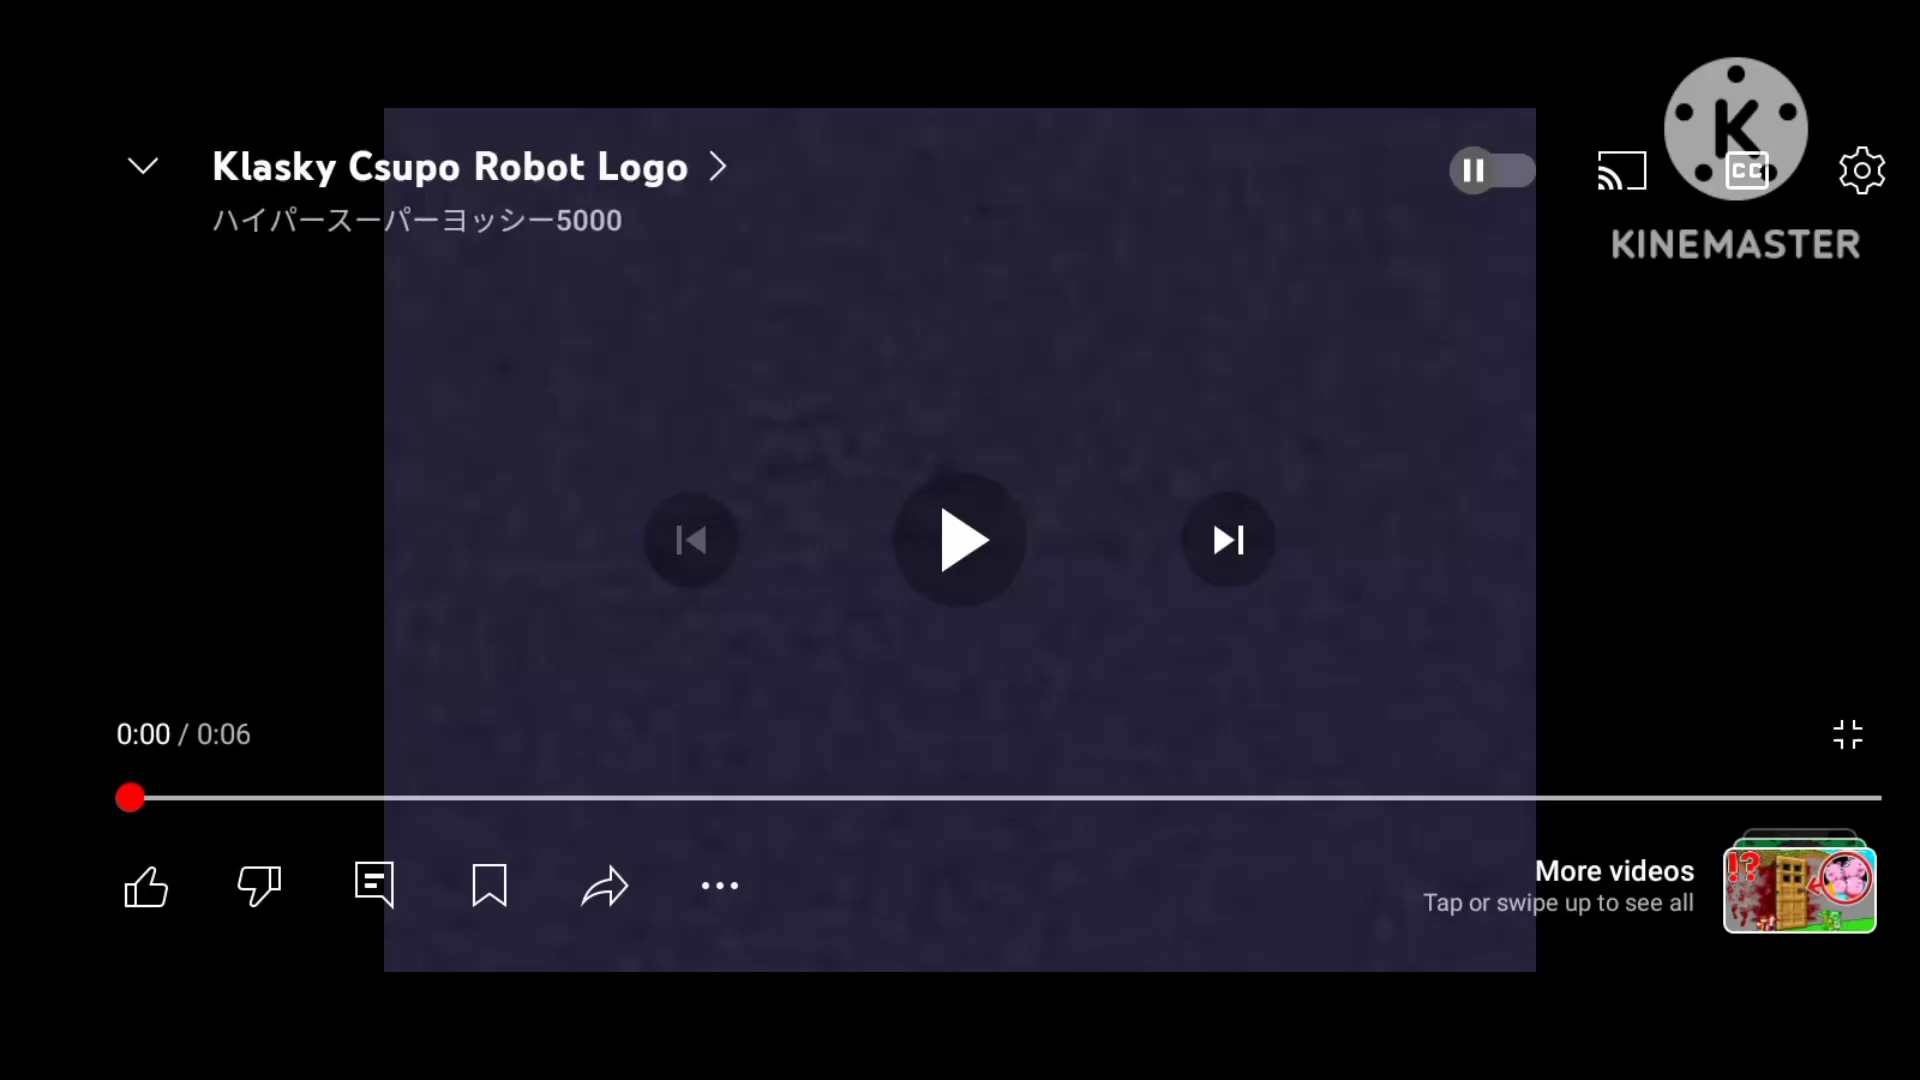 Klasky Csupo Robot Logo
ハイパースーパーヨッシー5000
K
CC
KINEMASTER
0:00 / 0:06
More videos
Tap or swipe up to see all
!?